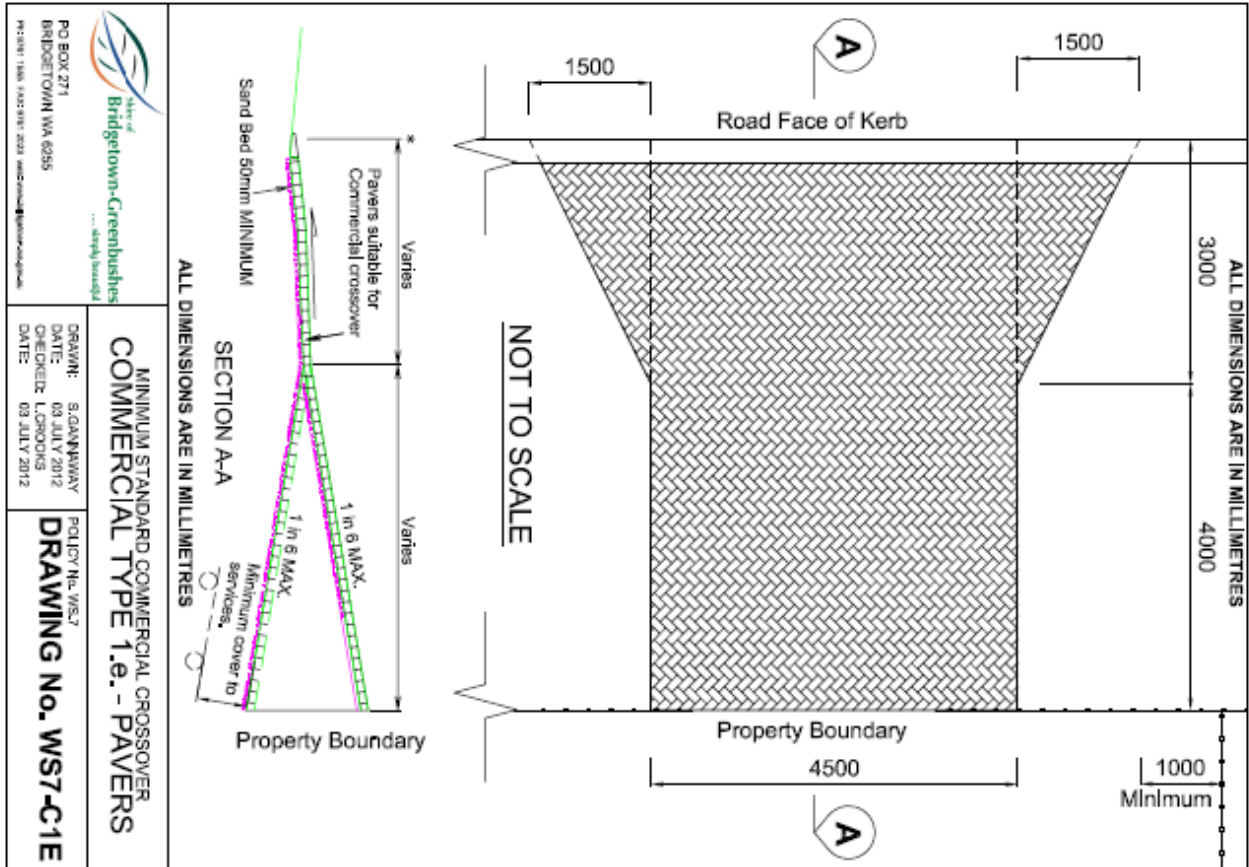 1500
1500
A
Road Face of Kerb
3000
4000
ALL DIMENSIONS ARE IN MILLIMETRES
NOT TO SCALE
Property Boundary
4500
1000
Minimum
A
*
Varies
Varies
Pavers suitable for
Commercial crossover
Sand Bed 50mm MINIMUM
1 in 6 MAX.
1 in 6 MAX.
Minimum cover to
services.
Property Boundary
SECTION A-A
ALL DIMENSIONS ARE IN MILLIMETRES
Shire of
Bridgetown-Greenbushes
.... simply beautiful
PO BOX 271
BRIDGETOWN WA 6255
MINIMUM STANDARD COMMERCIAL CROSSOVER
COMMERCIAL TYPE 1.e. - PAVERS
DRAWN: S.GANNAWAY
DATE: 03 JULY 2012
CHECKED: L.CROOKS
DATE: 03 JULY 2012
POLICY No. WS.7
DRAWING No. WS7-C1E